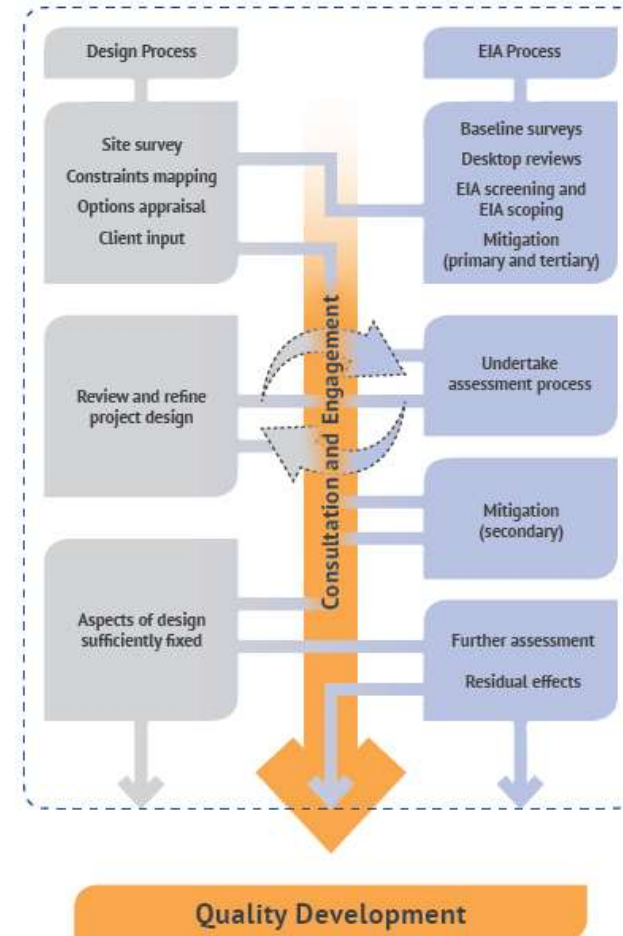 Design Process
EIA Process
Site survey
Constraints mapping
Options appraisal
Client input
Baseline surveys
Desktop reviews
EIA screening and
EIA scoping
Mitigation
(primary and tertiary)
Consultation and Engagement
Review and refine
project design
Undertake
assessment process
Mitigation
(secondary)
Aspects of design
sufficiently fixed
Further assessment
Residual effects
Quality Development